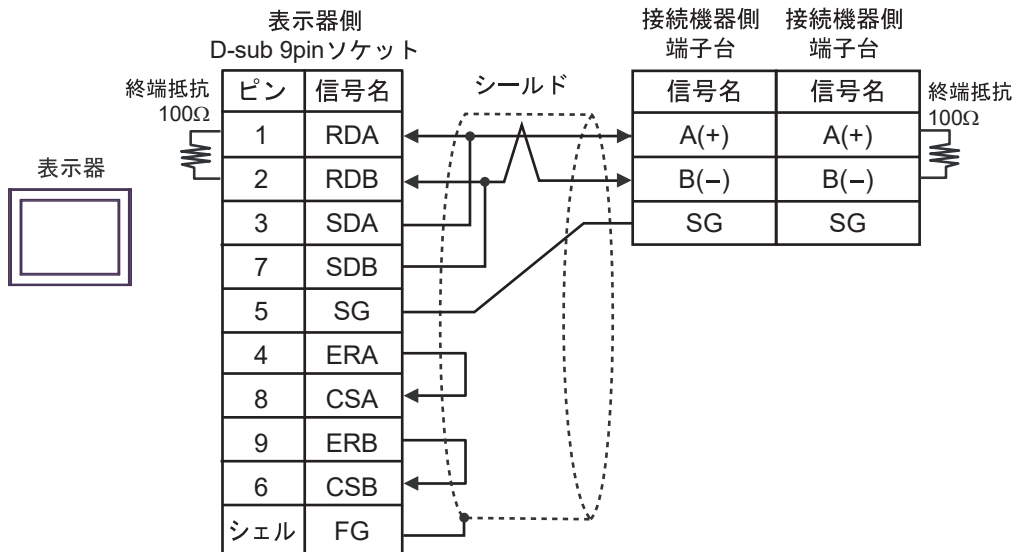 表示器側
D-sub 9pinソケット
接続機器側
端子台
接続機器側
端子台
終端抵抗
100Ω
ピン 信号名
シールド
信号名 信号名
終端抵抗
100Ω
1 RDA
A(+) A(+)
2 RDB
B(−) B(−)
表示器
3 SDA
SG SG
7 SDB
5 SG
4 ERA
8 CSA
9 ERB
6 CSB
シェル FG